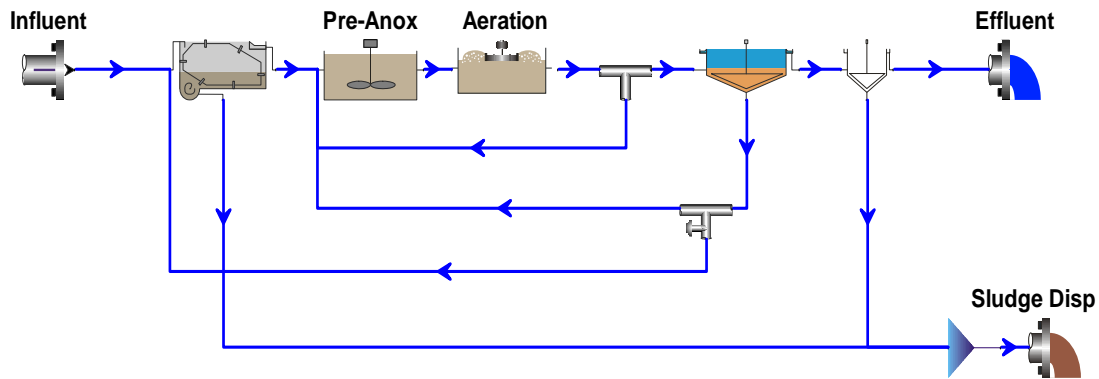 Influent
Pre-Anox
Aeration
Effluent
Sludge Disp